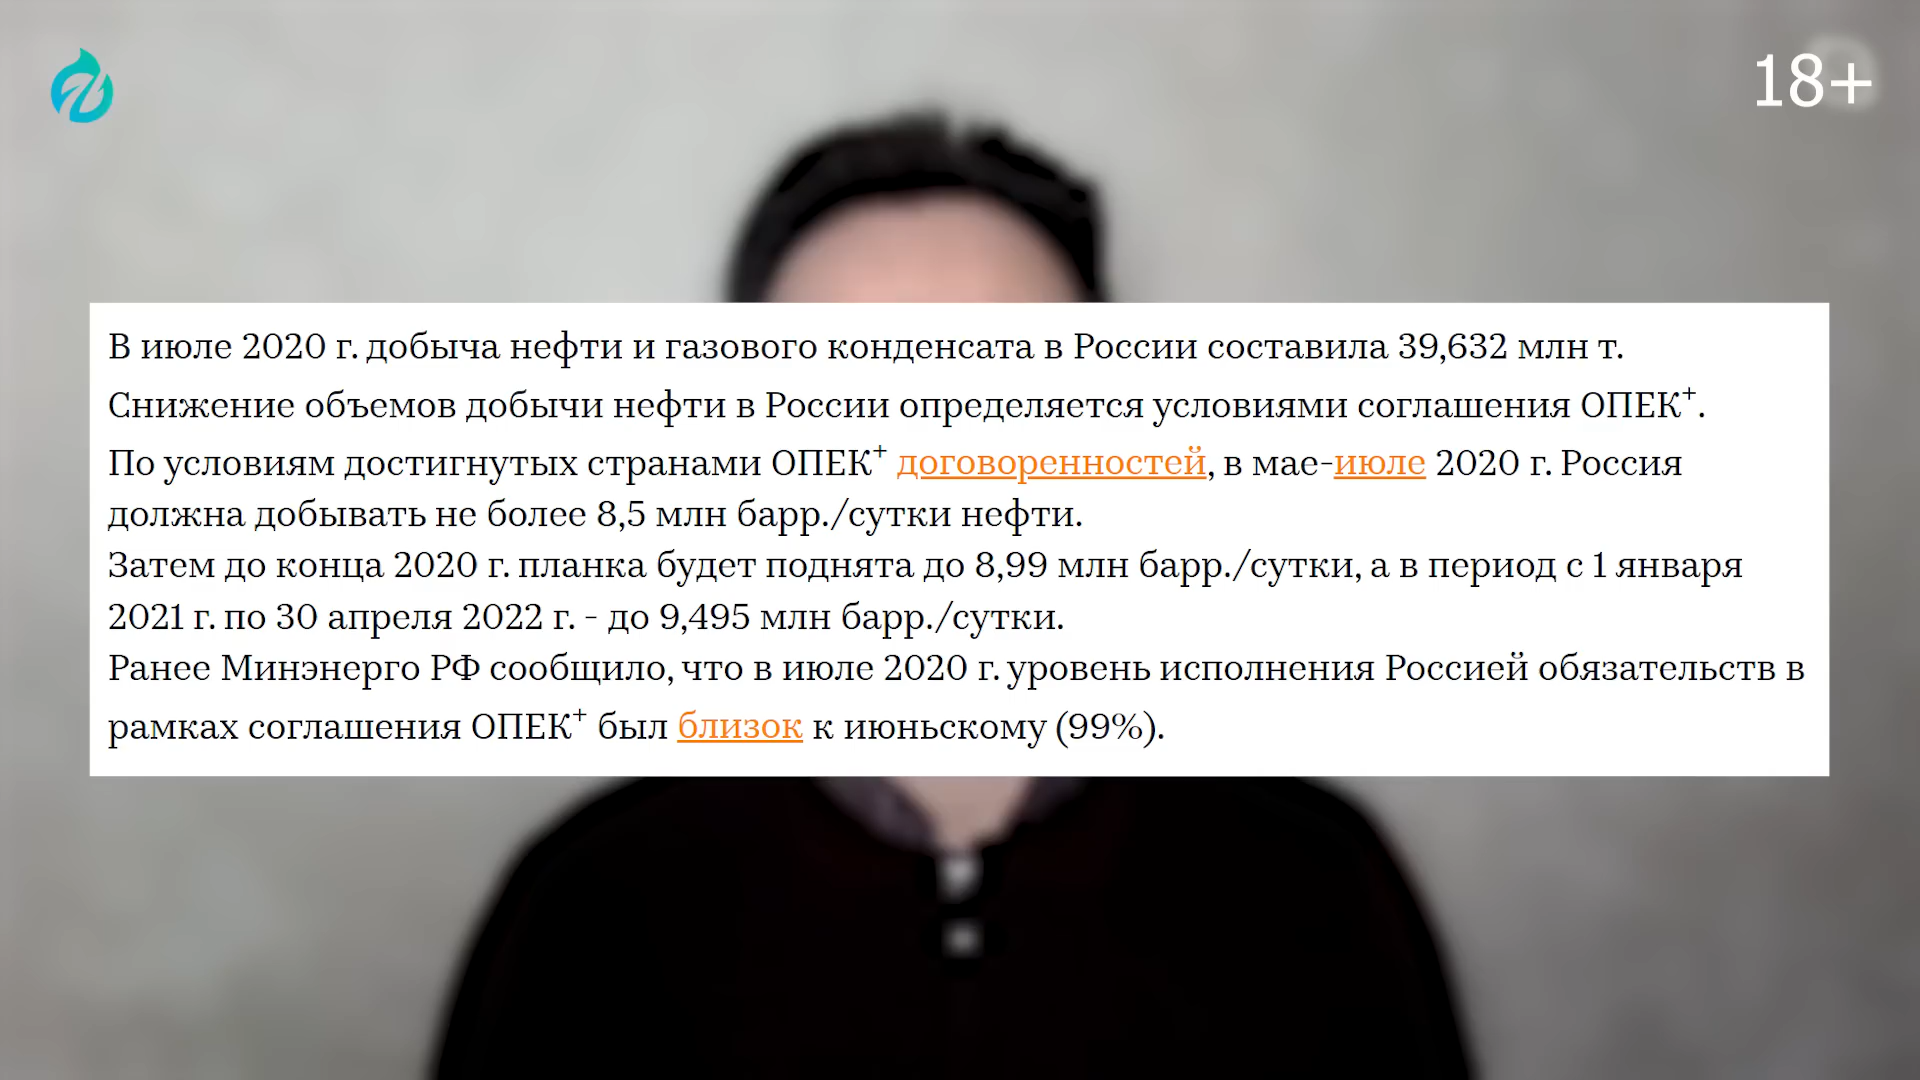 18+
В июле 2020 г. добыча нефти и газового конденсата в России составила 39,632 млн т.
Снижение объемов добычи нефти в России определяется условиями соглашения ОПЕК⁺.
По условиям достигнутых странами ОПЕК⁺ договоренностей, в мае-июле 2020 г. Россия
должна добывать не более 8,5 млн барр./сутки нефти.
Затем до конца 2020 г. планка будет поднята до 8,99 млн барр./сутки, а в период с 1 января
2021 г. по 30 апреля 2022 г. - до 9,495 млн барр./сутки.
Ранее Минэнерго РФ сообщило, что в июле 2020 г. уровень исполнения Россией обязательств в
рамках соглашения ОПЕК⁺ был близок к июньскому (99%).